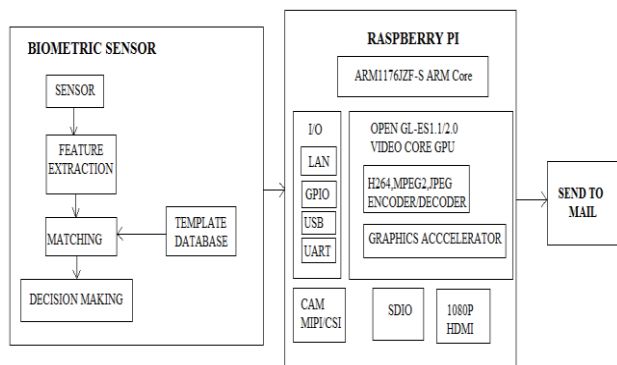 BIOMETRIC SENSOR
SENSOR
FEATURE
EXTRACTION
MATCHING
TEMPLATE
DATABASE
DECISION MAKING
RASPBERRY PI
ARM1176JZF-S ARM Core
I/O
LAN
GPIO
USB
UART
OPEN GL-ES1.1/2.0
VIDEO CORE GPU
H264,MPEG2,JPEG
ENCODER/DECODER
GRAPHICS ACCCELERATOR
CAM
MIPI/CSI
SDIO
1080P
HDMI
SEND TO
MAIL